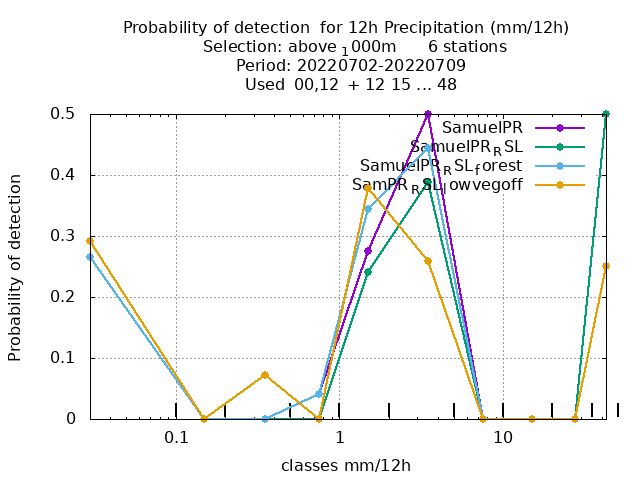 Probability of detection for 12h Precipitation (mm/12h)
Selection: above 1000m 6 stations
Period: 20220702-20220709
Used 00,12 + 12 15 ... 48
SamuelPR
SamuelPR_RSL
SamuelPR_RSL_forest
SamPR_RSL_lowvegoff
0.5
0.4
0.3
0.2
0.1
0
Probability of detection
0.1 1 10
classes mm/12h